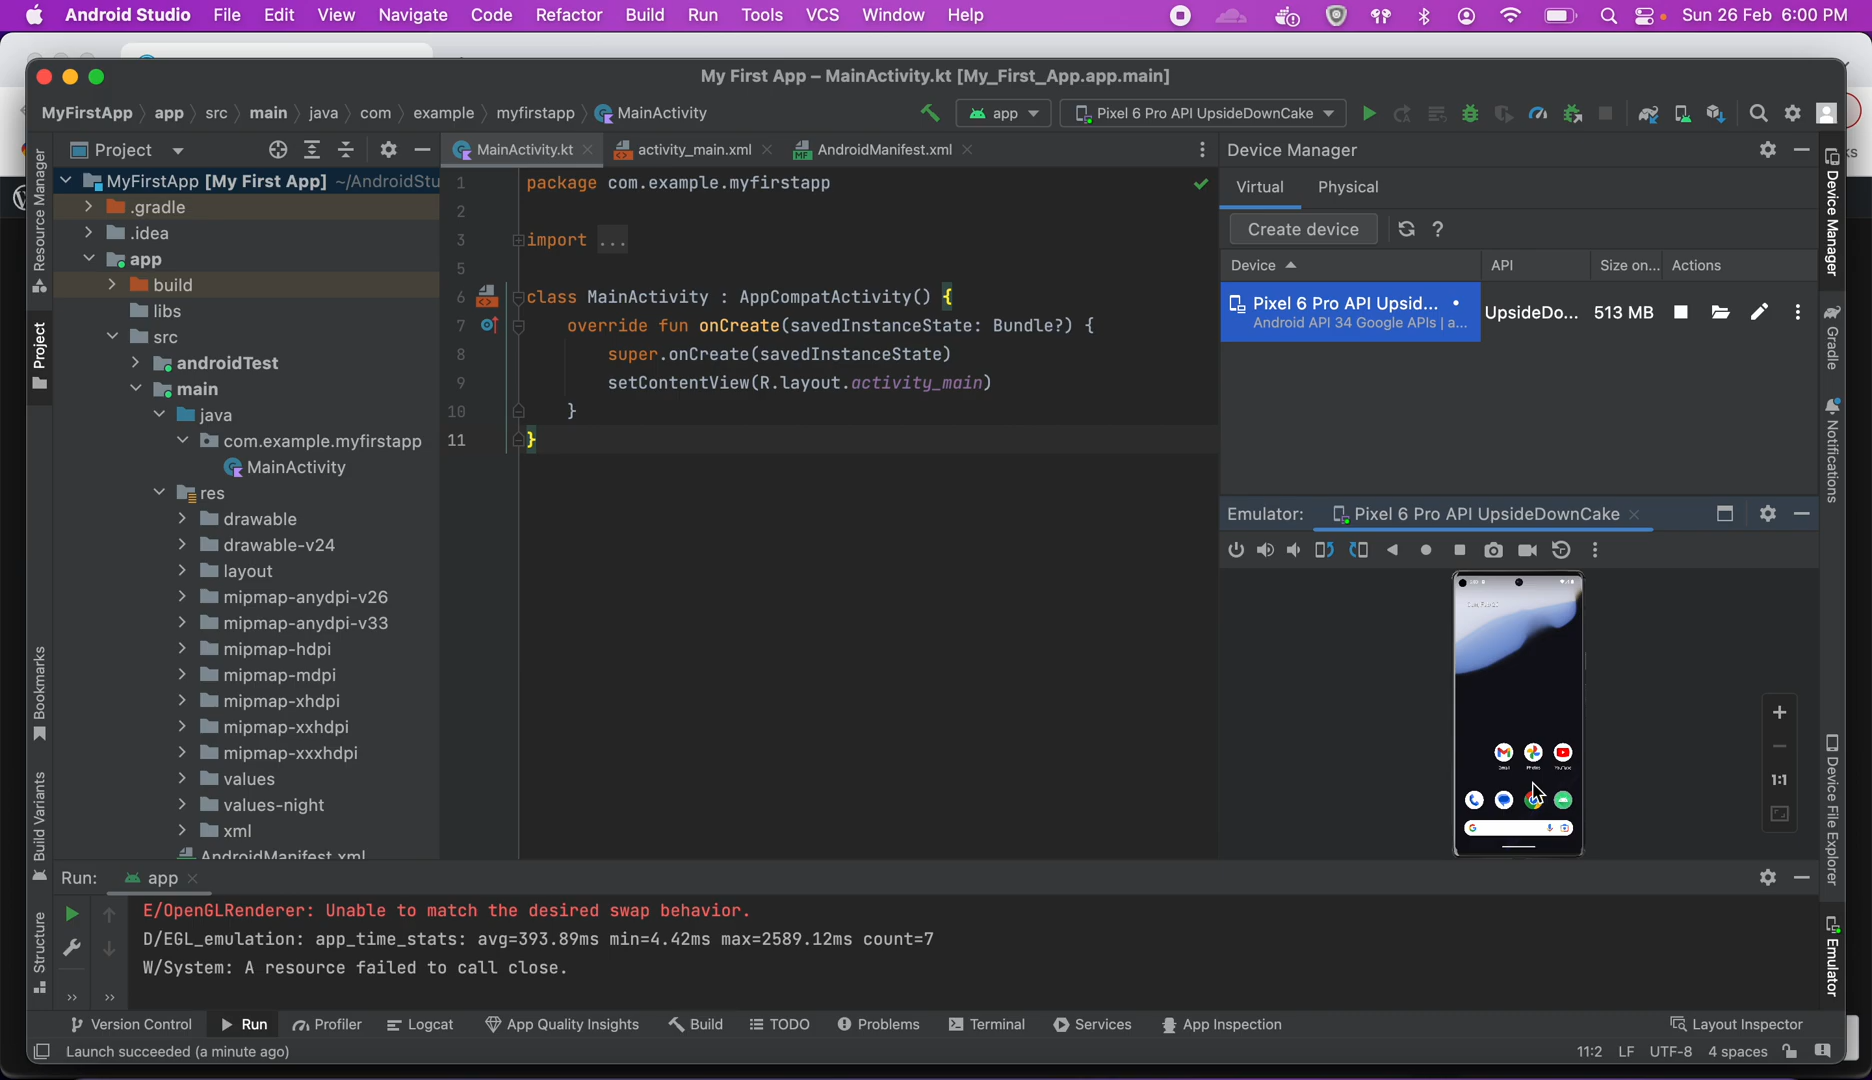 Android Studio File Edit View Navigate Code Refactor Build Run Tools VCS Window Help Sun 26 Feb 6:00 PM
My First App – MainActivity.kt [My_First_App.app.main]
MyFirstApp app src main java com example myfirstapp MainActivity app Pixel 6 Pro API UpsideDownCake
Project
MainActivity.kt activity_main.xml AndroidManifest.xml
Resource Manager
Project
Bookmarks
Build Variants
Structure
MyFirstApp [My First App] ~/AndroidStu
.gradle
.idea
app
build
libs
src
androidTest
main
java
com.example.myfirstapp
MainActivity
res
drawable
drawable-v24
layout
mipmap-anydpi-v26
mipmap-anydpi-v33
mipmap-hdpi
mipmap-mdpi
mipmap-xhdpi
mipmap-xxhdpi
mipmap-xxxhdpi
values
values-night
xml
AndroidManifest.xml
1 package com.example.myfirstapp
2
3 import ...
5
6 class MainActivity : AppCompatActivity() {
7 override fun onCreate(savedInstanceState: Bundle?) {
8 super.onCreate(savedInstanceState)
9 setContentView(R.layout.activity_main)
10 }
11 }
Device Manager
Virtual Physical
Create device ?
Device API Size on... Actions
Pixel 6 Pro API Upsid... UpsideDo... 513 MB
Android API 34 Google APIs | a...
Emulator: Pixel 6 Pro API UpsideDownCake
Gmail Photos YouTube
1:1
Device Manager
Gradle
Notifications
Device File Explorer
Emulator
Run: app
E/OpenGLRenderer: Unable to match the desired swap behavior.
D/EGL_emulation: app_time_stats: avg=393.89ms min=4.42ms max=2589.12ms count=7
W/System: A resource failed to call close.
Version Control Run Profiler Logcat App Quality Insights Build TODO Problems Terminal Services App Inspection Layout Inspector
Launch succeeded (a minute ago) 11:2 LF UTF-8 4 spaces